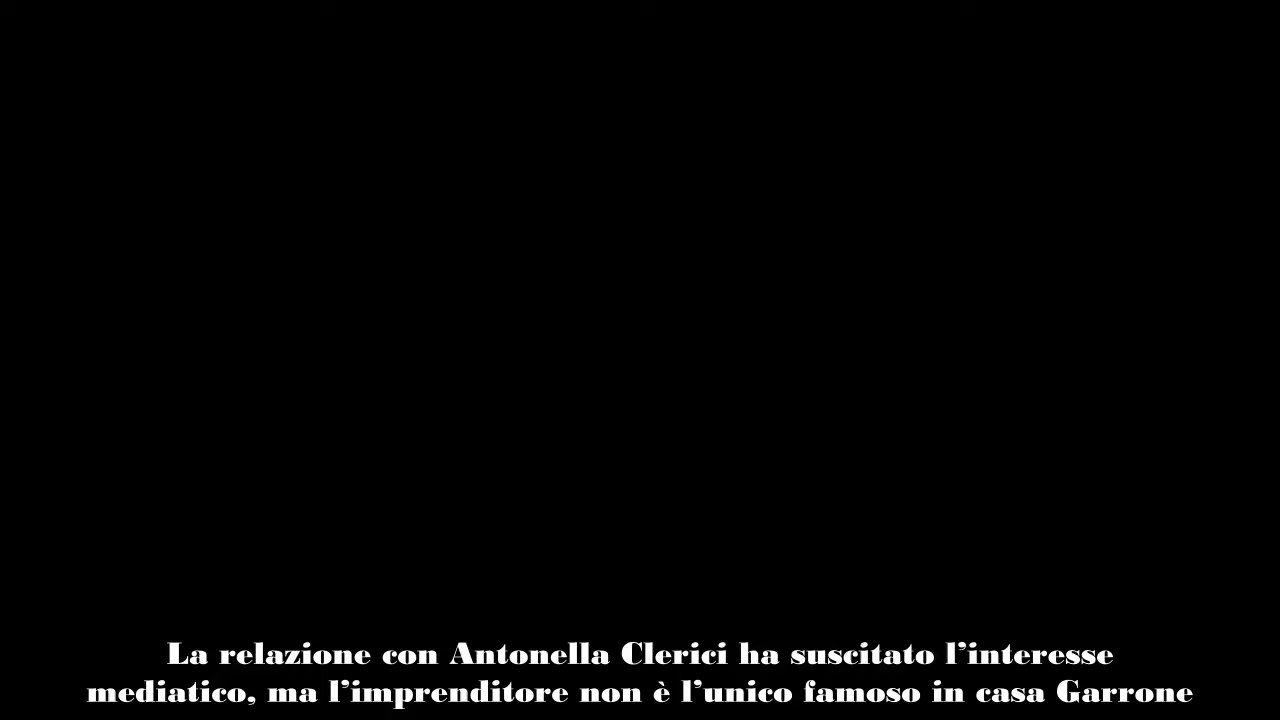 La relazione con Antonella Clerici ha suscitato l’interesse
mediatico, ma l’imprenditore non è l’unico famoso in casa Garrone